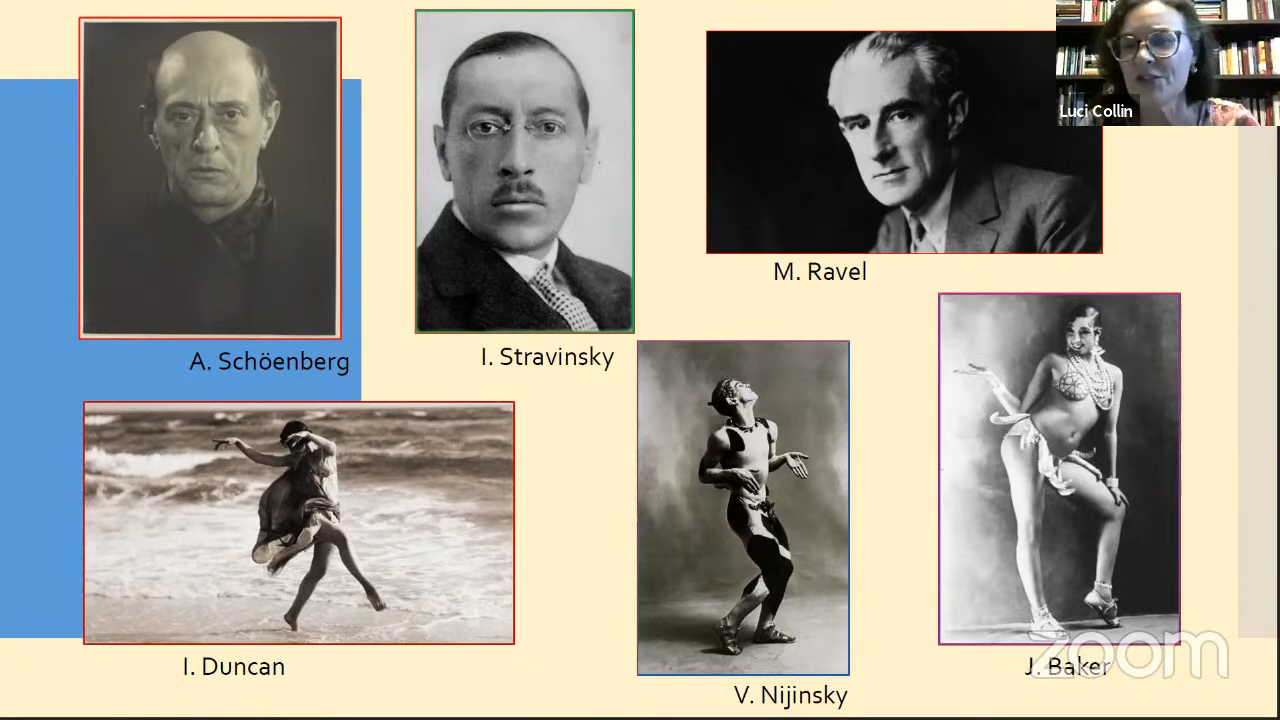 Luci Collin
M. Ravel
A. Schöenberg
I. Stravinsky
I. Duncan
V. Nijinsky
J. Baker
zoom